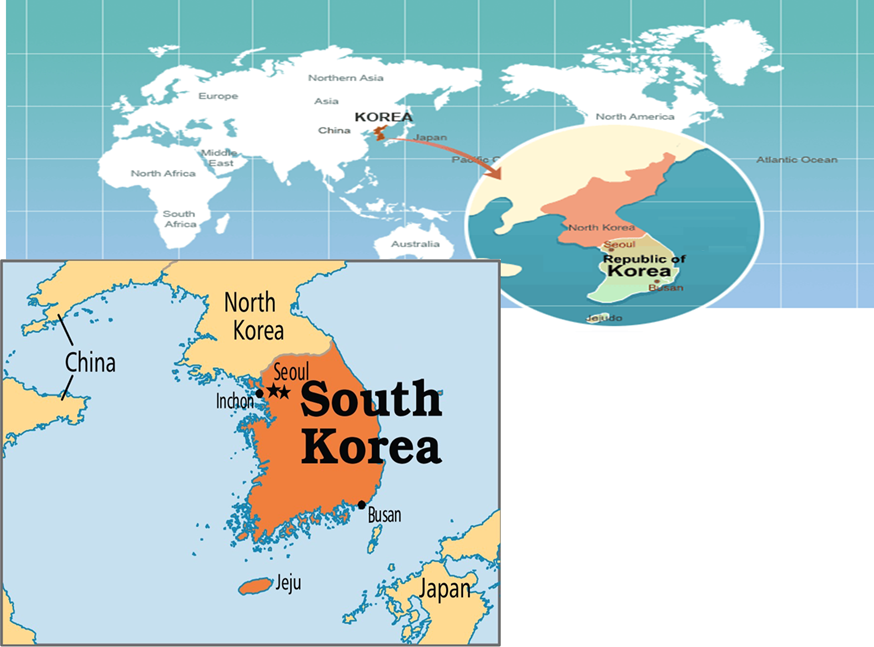 Northern Asia
Europe
Asia
KOREA
North America
China
Japan
Middle
East
Pacific O
Atlantic Ocean
North Africa
South
Africa
Australia
North Korea
Seoul
Republic of
Korea
Busan
Jejudo
North
Korea
China
Seoul
Inchon
South
Korea
Busan
Jeju
Japan